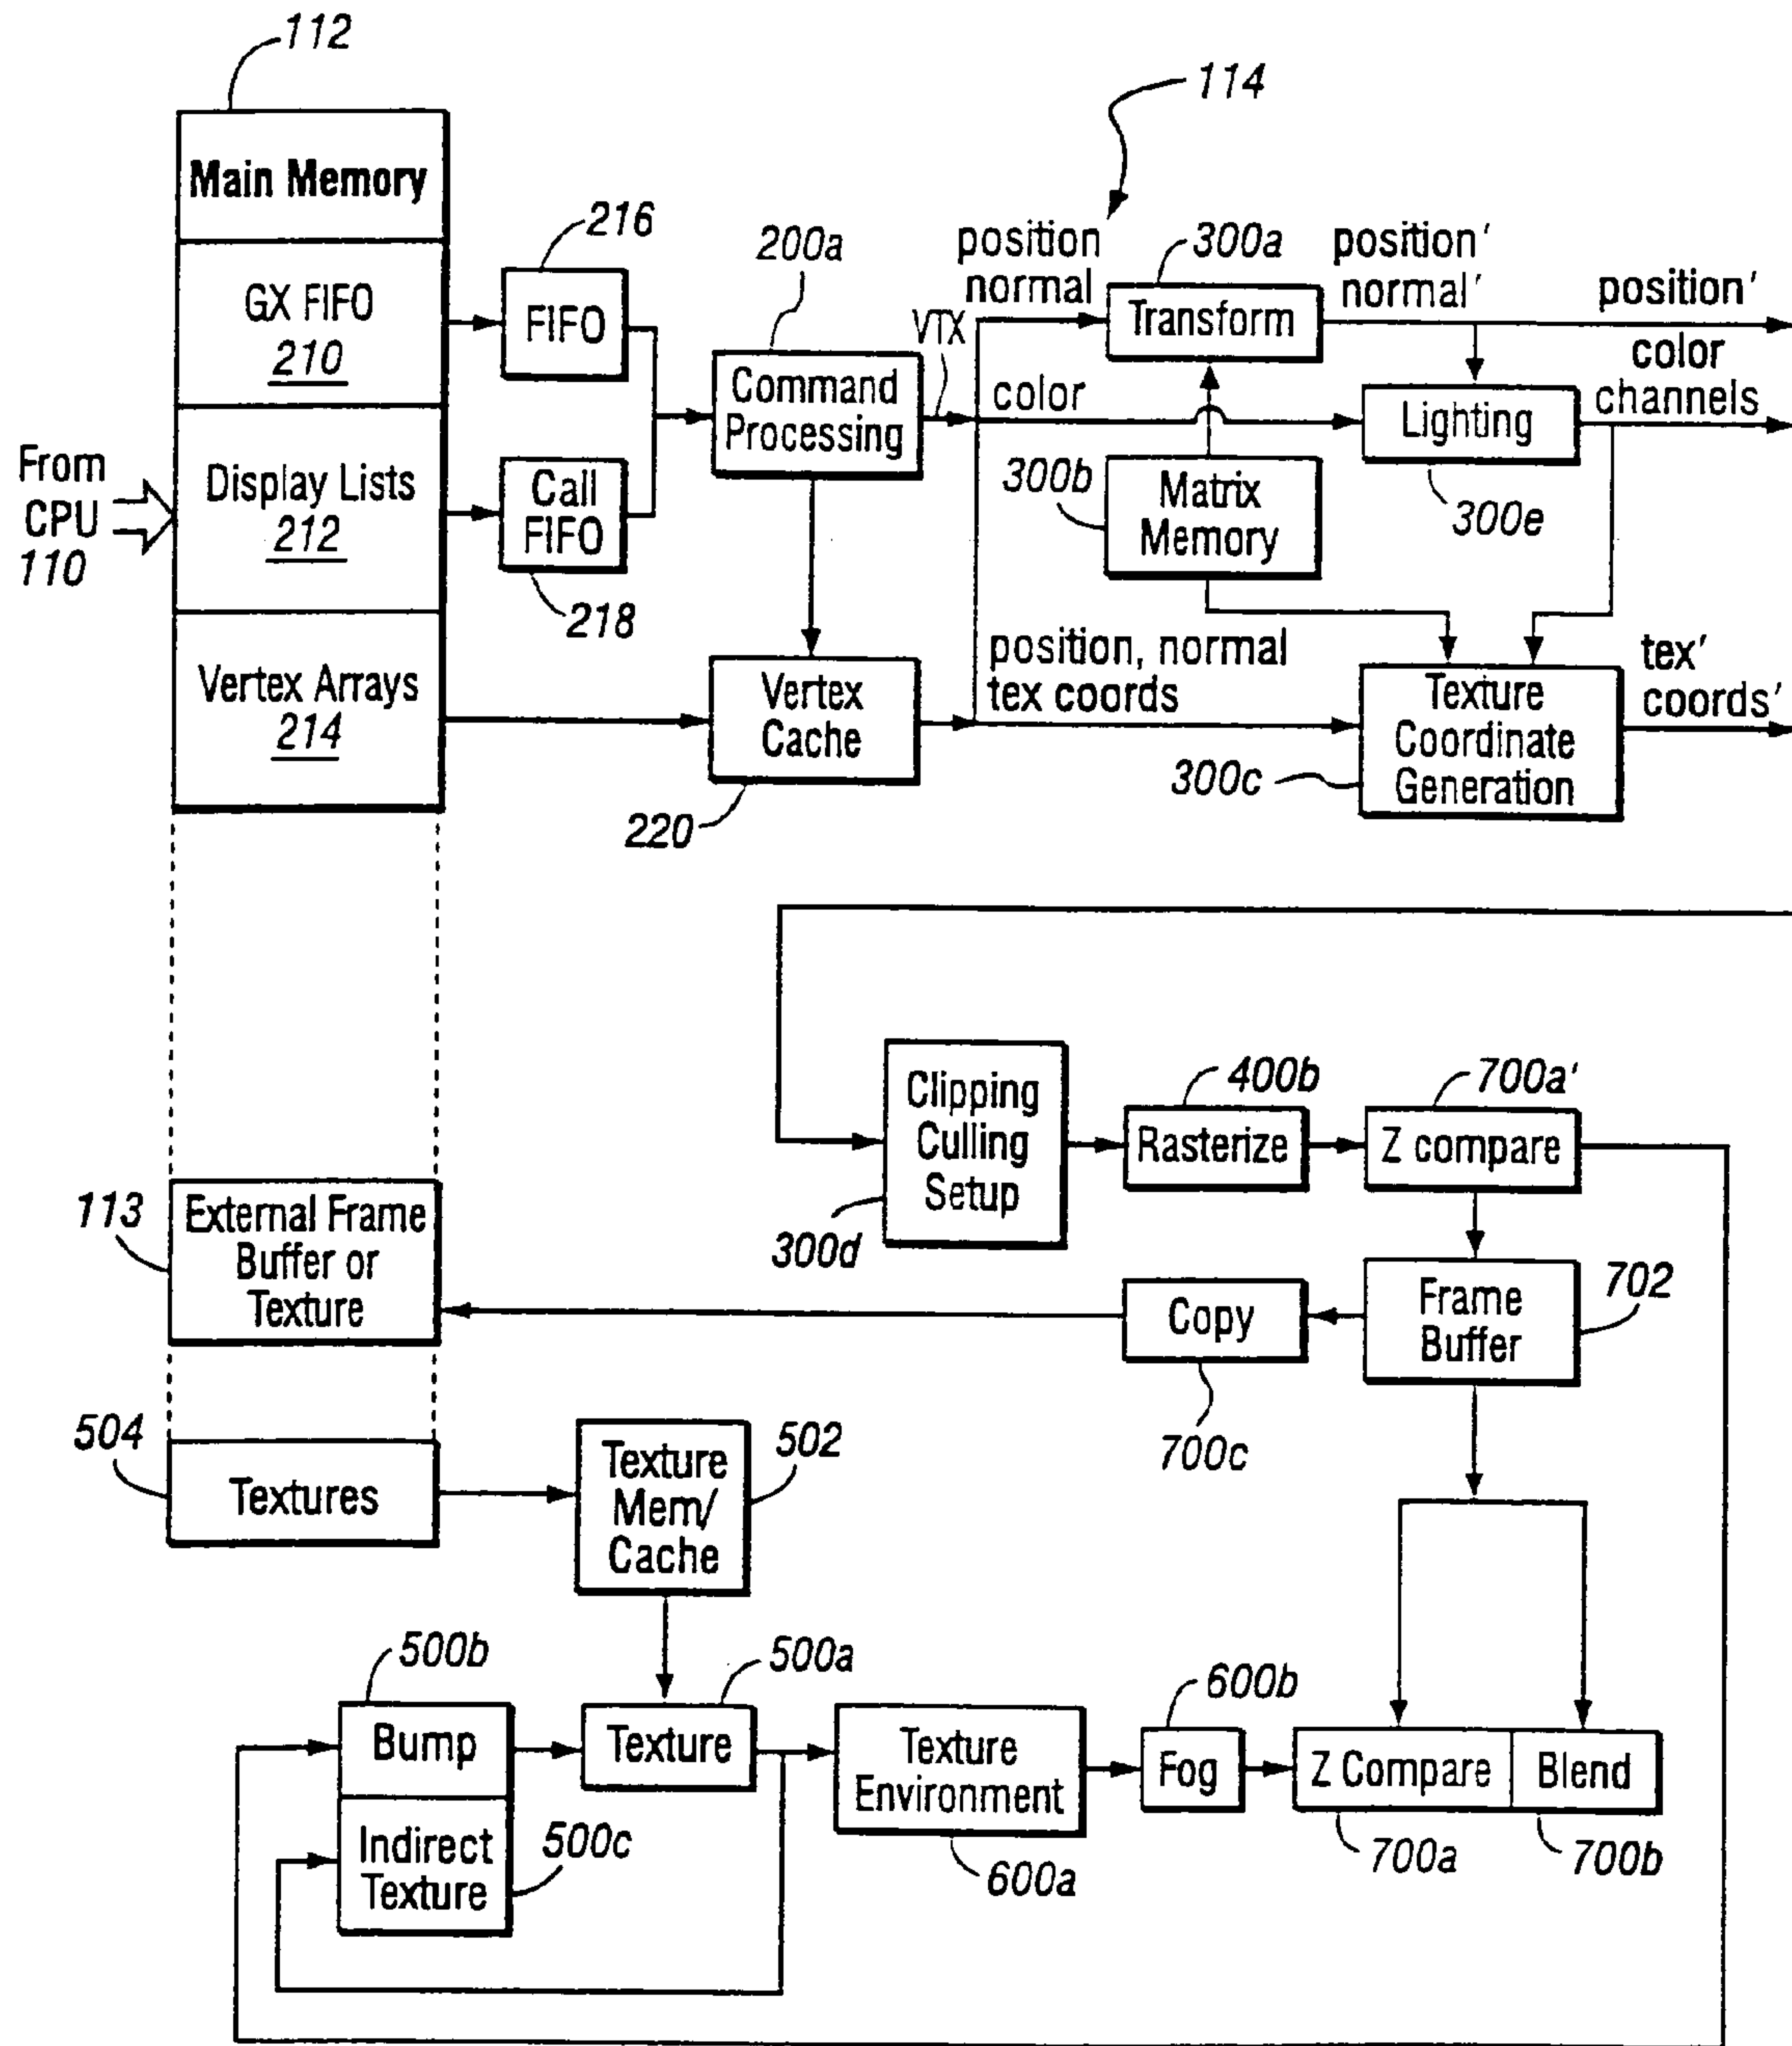 112
114
Main Memory
GX FIFO
210
Display Lists
212
Vertex Arrays
214
From
CPU
110
216
FIFO
Call
FIFO
218
200a
Command
Processing
VTX
Vertex
Cache
220
position
normal
300a
Transform
position′
normal′
position′
color
channels
color
Lighting
300e
300b
Matrix
Memory
position, normal
tex coords
Texture
Coordinate
Generation
300c
tex′
coords′
Clipping
Culling
Setup
300d
400b
Rasterize
700a′
Z compare
113
External Frame
Buffer or
Texture
Copy
700c
Frame
Buffer
702
504
Textures
Texture
Mem/
Cache
502
500b
Bump
Indirect
Texture
500c
500a
Texture
Texture
Environment
600a
600b
Fog
Z Compare
Blend
700a
700b